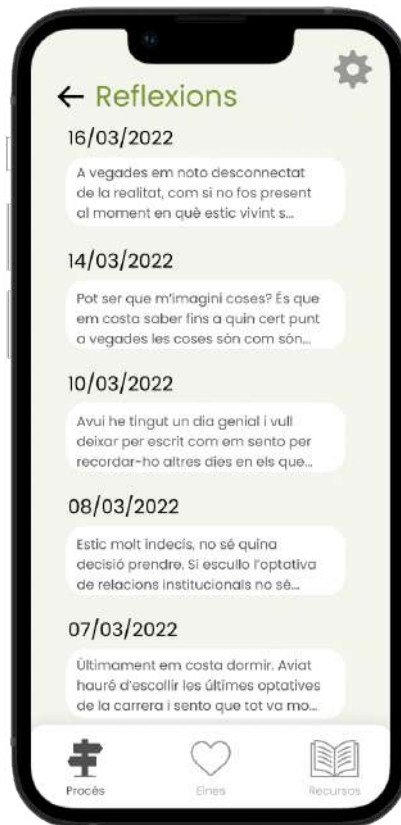 ← Reflexions
16/03/2022
A vegades em noto desconnectat
de la realitat, com si no fos present
al moment en què estic vivint s...
14/03/2022
Pot ser que m'imagini coses? És que
em costa saber fins a quin cert punt
a vegades les coses són com són...
10/03/2022
Avui he tingut un dia genial i vull
deixar per escrit com em sento per
recordar-ho altres dies en els que...
08/03/2022
Estic molt indecís, no sé quina
decisió prendre. Si escullo l'optativa
de relacions institucionals no sé...
07/03/2022
Últimament em costa dormir. Aviat
hauré d'escollir les últimes optatives
de la carrera i sento que tot va mo...
Procés Eines Recursos